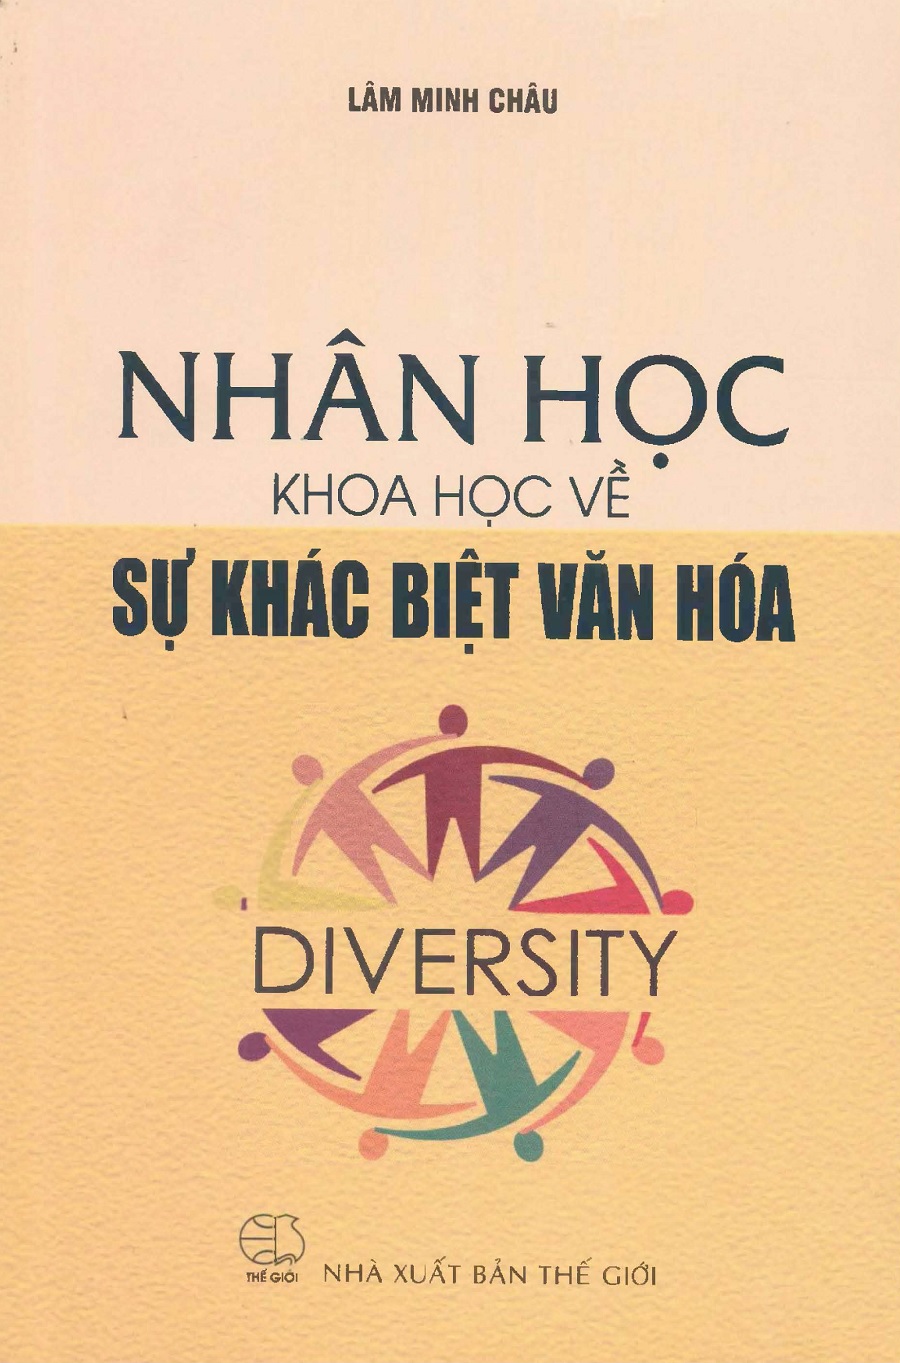 LÂM MINH CHÂU
NHÂN HỌC
KHOA HỌC VỀ
SỰ KHÁC BIỆT VĂN HÓA
DIVERSITY
THẾ GIỚI
NHÀ XUẤT BẢN THẾ GIỚI